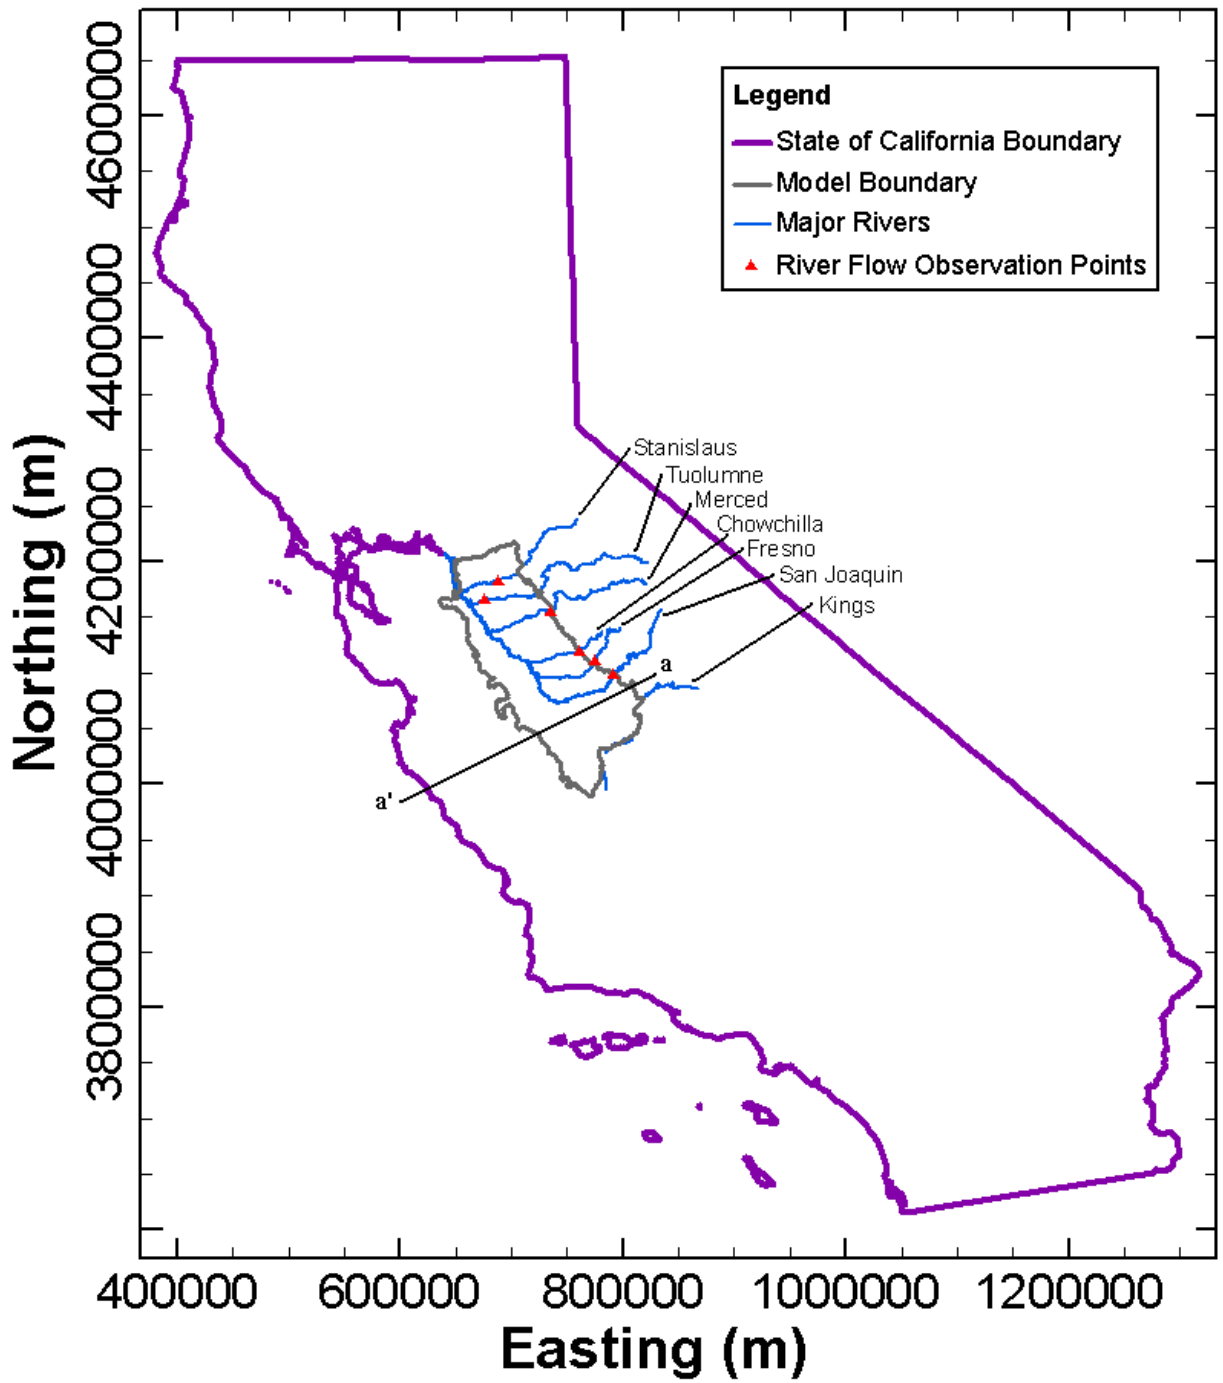 Legend
State of California Boundary
Model Boundary
Major Rivers
River Flow Observation Points
Stanislaus
Tuolumne
Merced
Chowchilla
Fresno
San Joaquin
Kings
a
a'
4600000
4400000
4200000
4000000
3800000
Northing (m)
400000
600000
800000
1000000
1200000
Easting (m)